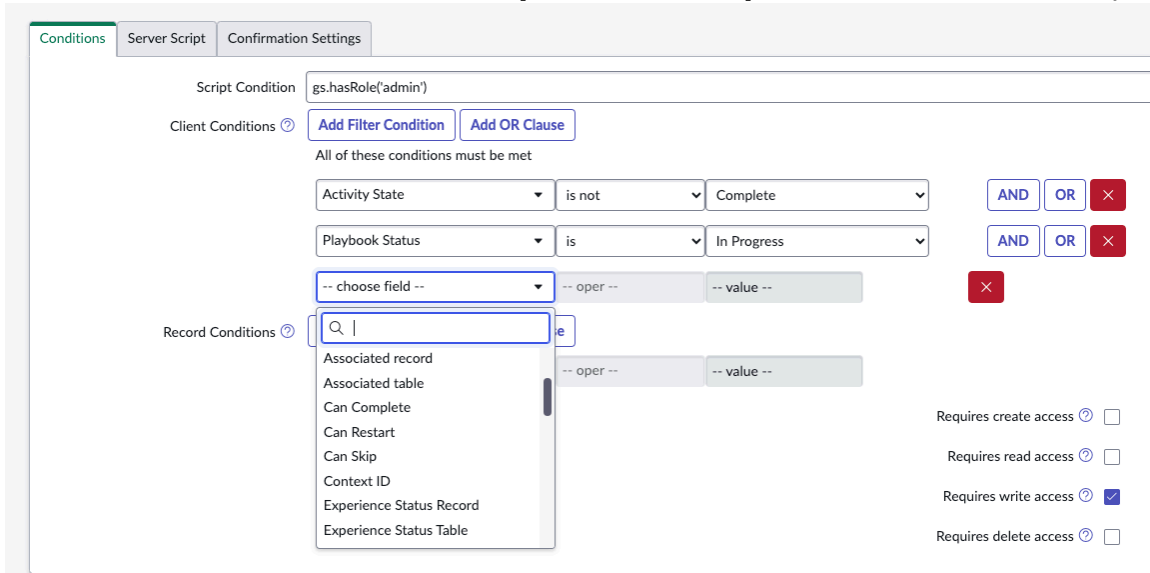 Conditions Server Script Confirmation Settings
Script Condition gs.hasRole('admin')
Client Conditions Add Filter Condition Add OR Clause
All of these conditions must be met
Activity State is not Complete AND OR
Playbook Status is In Progress AND OR
-- choose field -- -- oper -- -- value --
Record Conditions
Associated record
-- oper -- -- value --
Associated table
Can Complete
Requires create access
Can Restart
Can Skip
Requires read access
Context ID
Experience Status Record
Requires write access
Experience Status Table
Requires delete access